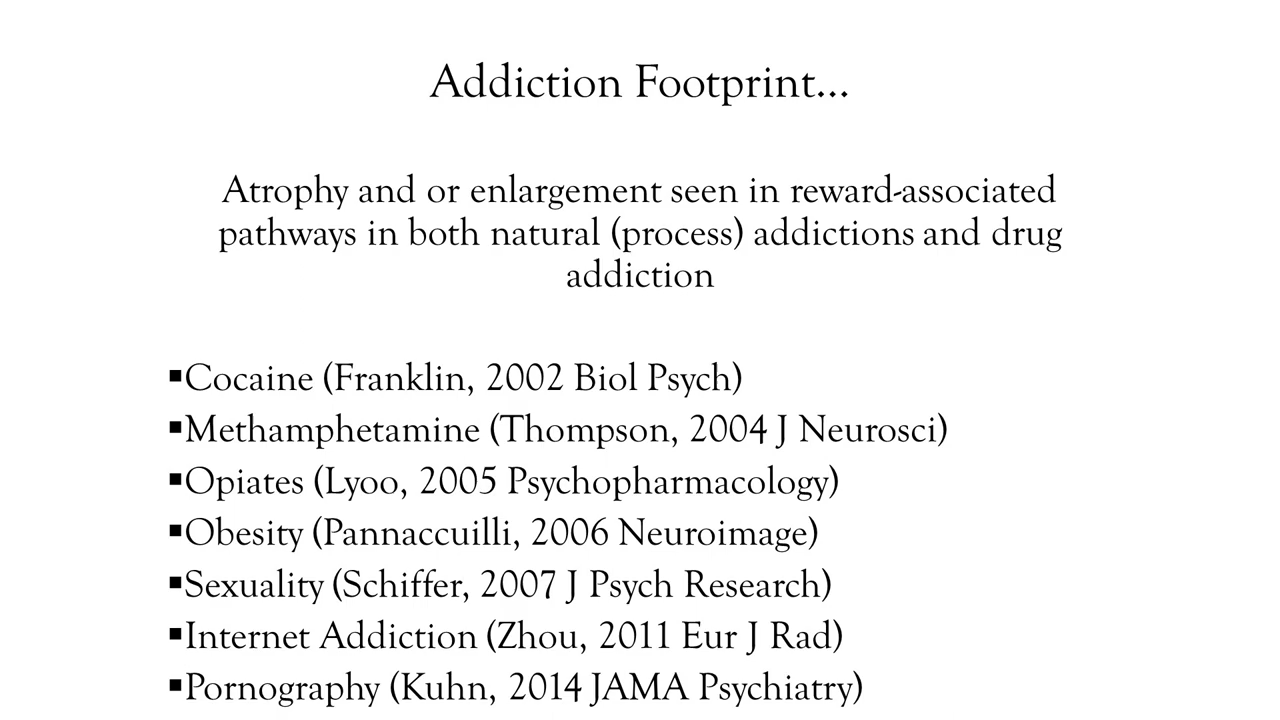 Addiction Footprint...
Atrophy and or enlargement seen in reward-associated
pathways in both natural (process) addictions and drug
addiction
▪Cocaine (Franklin, 2002 Biol Psych)
▪Methamphetamine (Thompson, 2004 J Neurosci)
▪Opiates (Lyoo, 2005 Psychopharmacology)
▪Obesity (Pannaccuilli, 2006 Neuroimage)
▪Sexuality (Schiffer, 2007 J Psych Research)
▪Internet Addiction (Zhou, 2011 Eur J Rad)
▪Pornography (Kuhn, 2014 JAMA Psychiatry)